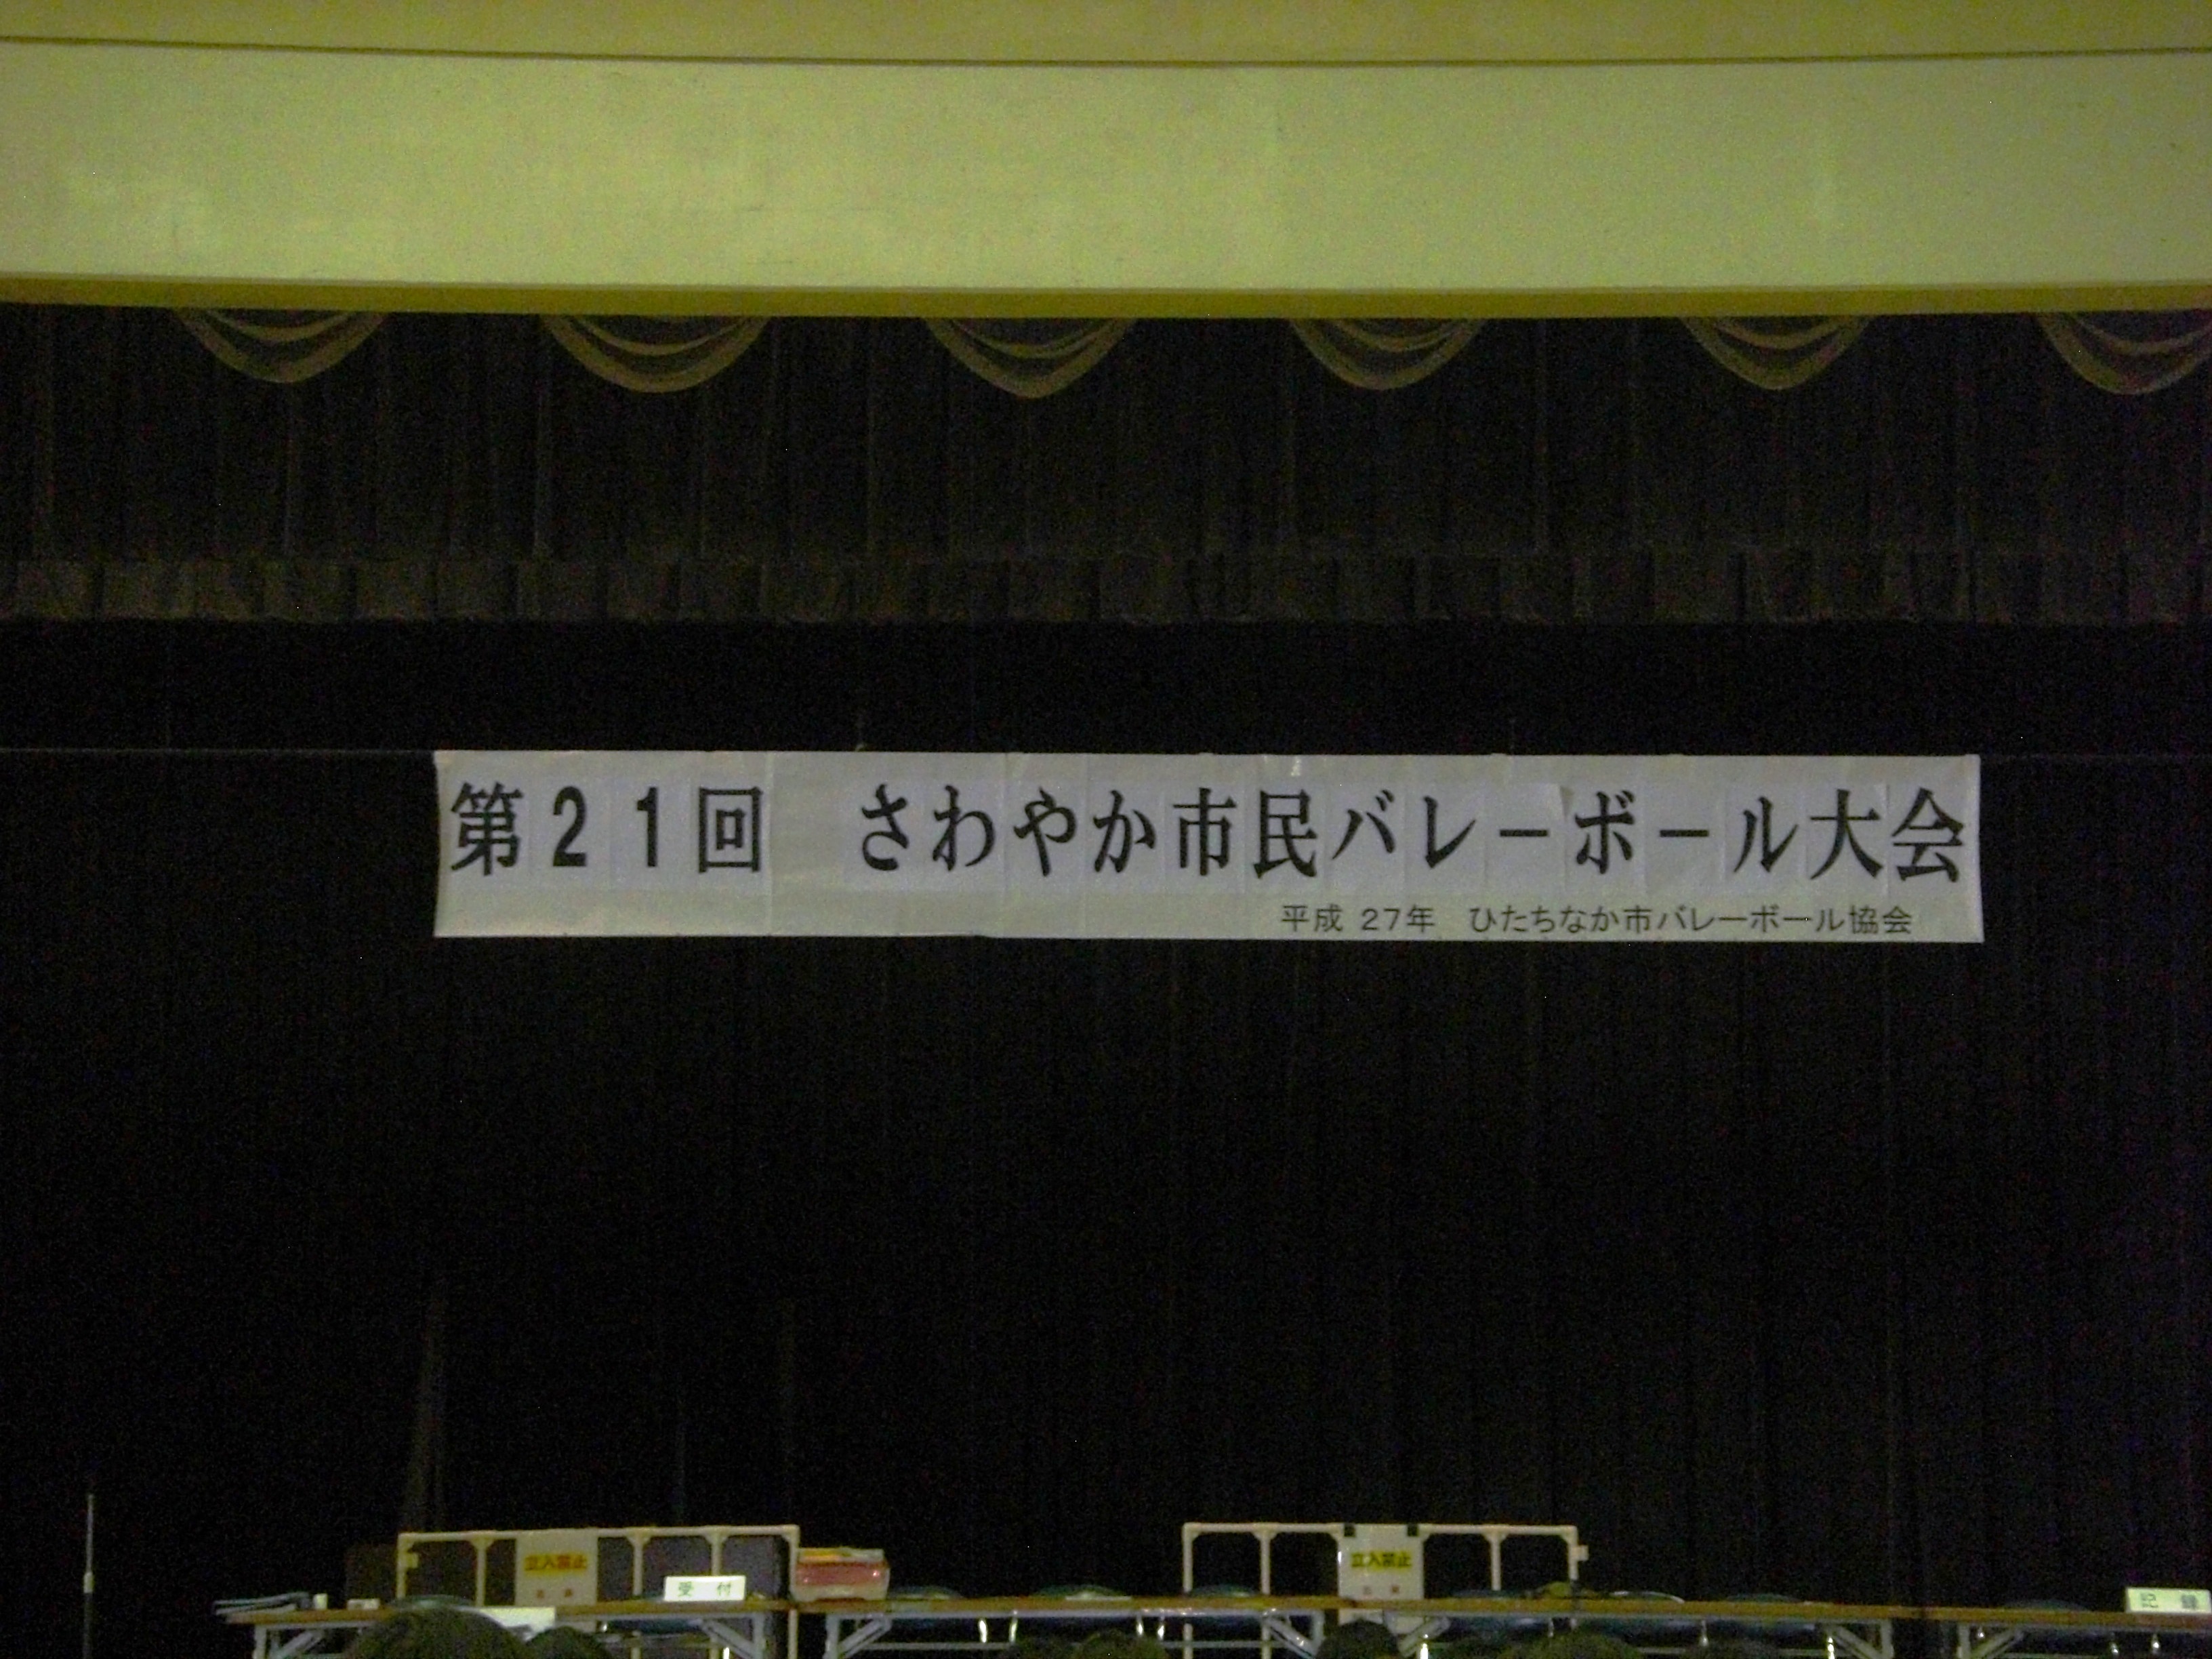 第21回　さわやか市民バレーボール大会
平成 27年　ひたちなか市バレーボール協会
立入禁止
立入禁止
受　付
記　録